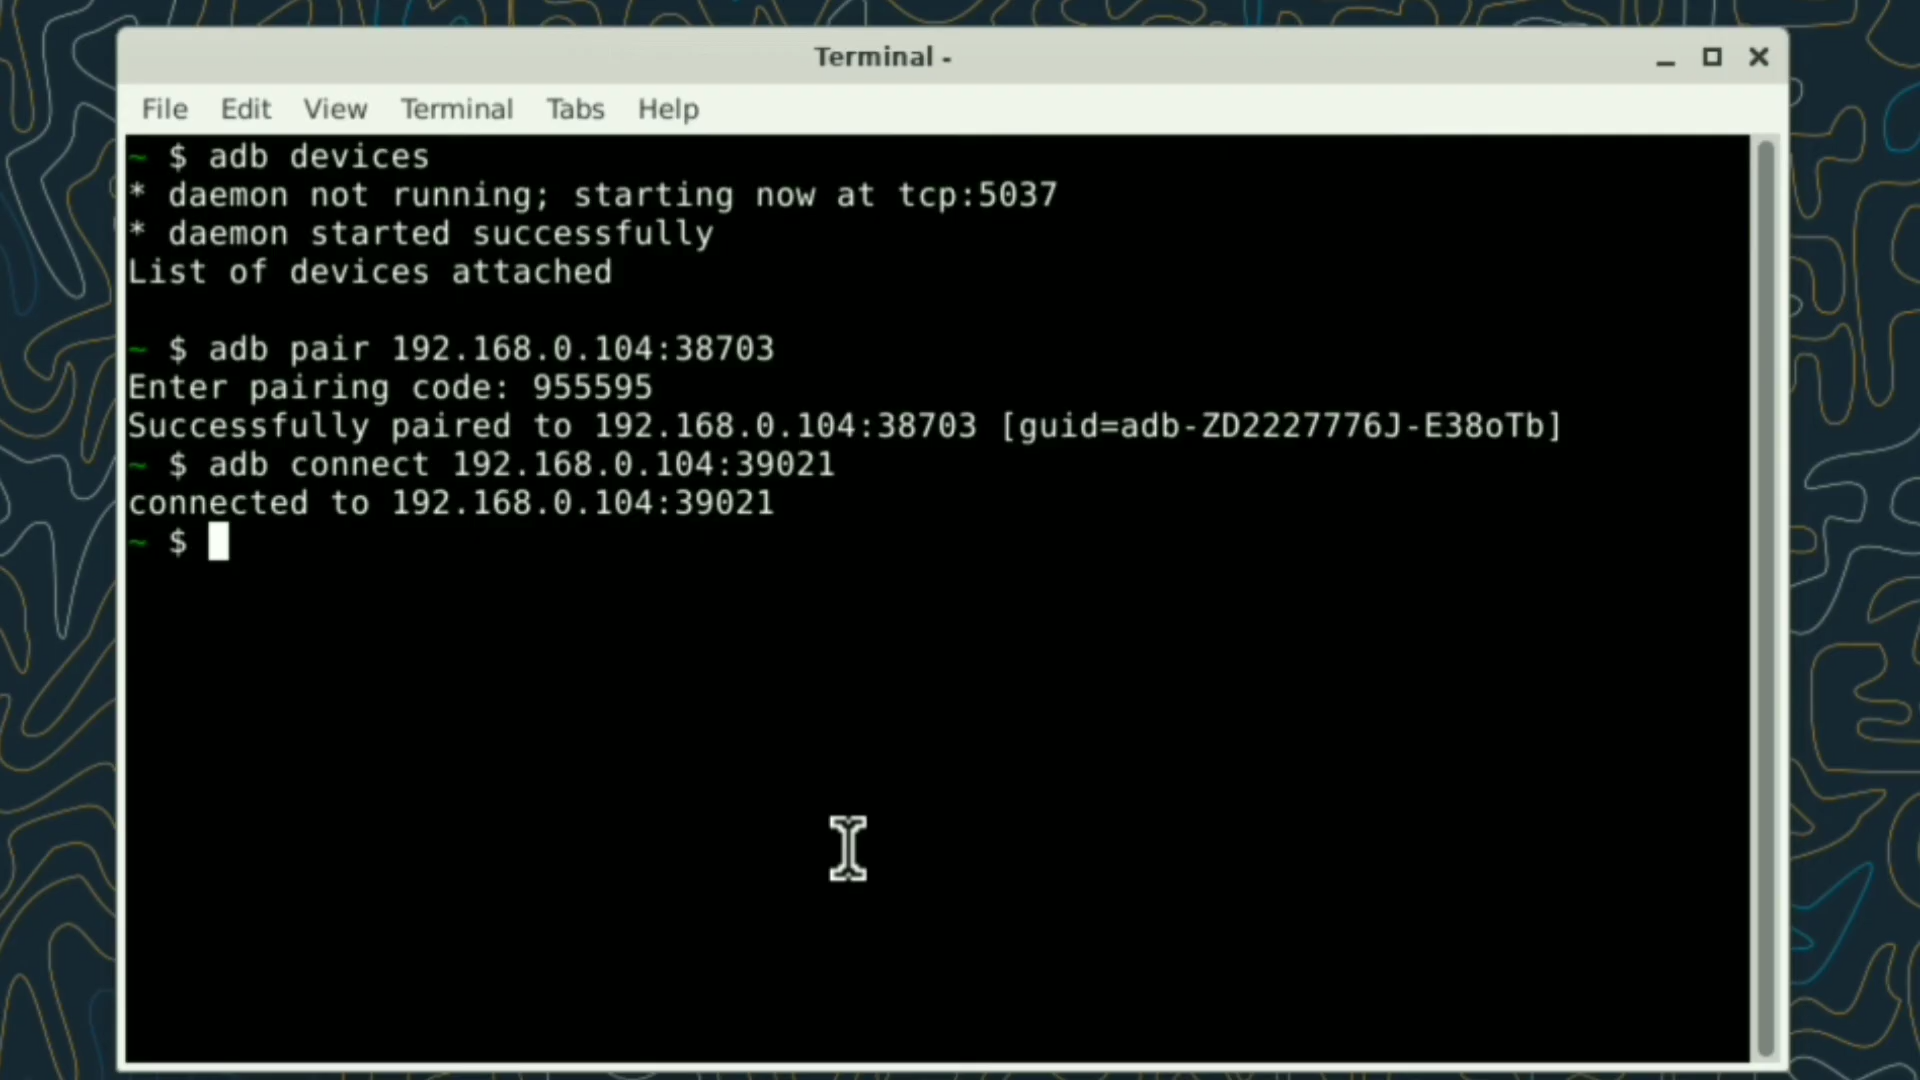 Terminal -
File Edit View Terminal Tabs Help
~ $ adb devices
* daemon not running; starting now at tcp:5037
* daemon started successfully
List of devices attached
~ $ adb pair 192.168.0.104:38703
Enter pairing code: 955595
Successfully paired to 192.168.0.104:38703 [guid=adb-ZD2227776J-E38oTb]
~ $ adb connect 192.168.0.104:39021
connected to 192.168.0.104:39021
~ $